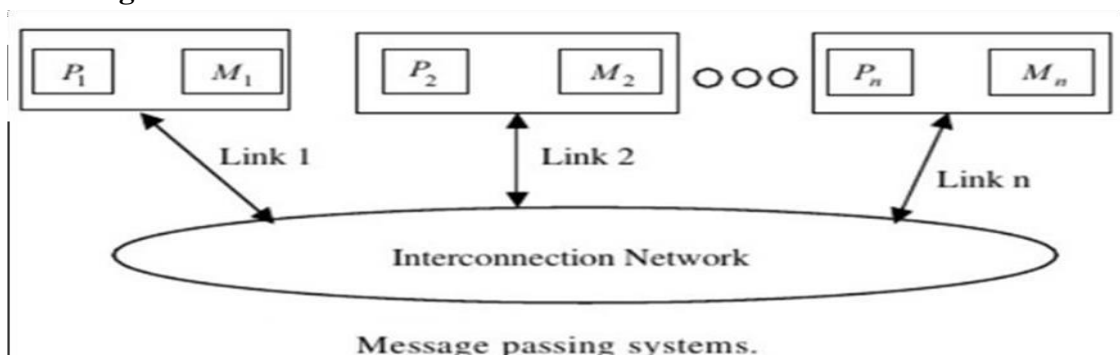 P₁ M₁ P₂ M₂ Pₙ Mₙ
Link 1 Link 2 Link n
Interconnection Network
Message passing systems.